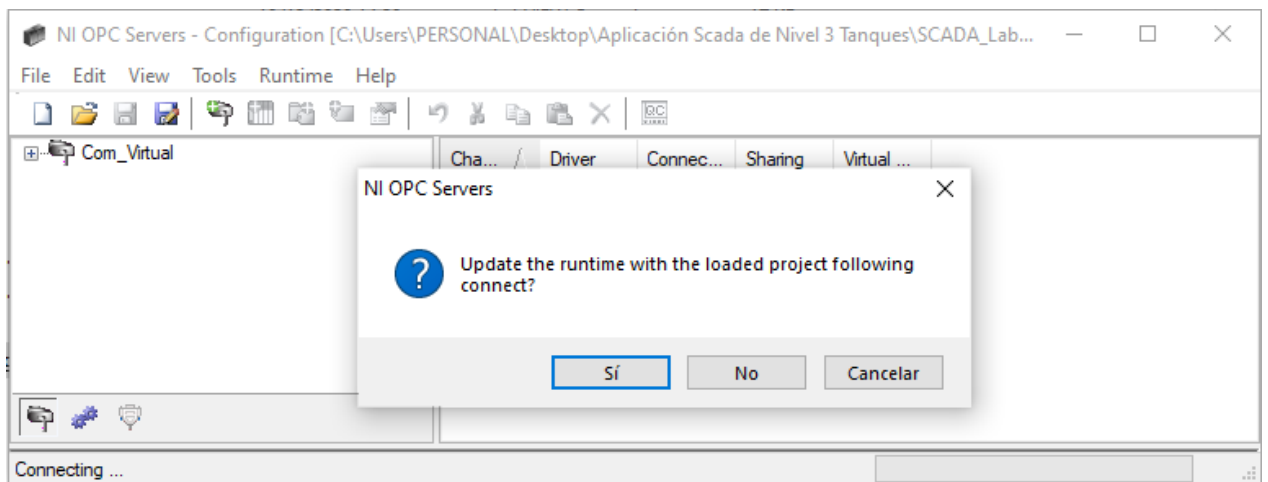 NI OPC Servers - Configuration [C:\Users\PERSONAL\Desktop\Aplicación Scada de Nivel 3 Tanques\SCADA_Lab...
File Edit View Tools Runtime Help
Com_Virtual
Cha... / Driver Connec... Sharing Virtual ...
NI OPC Servers
Update the runtime with the loaded project following
connect?
Sí No Cancelar
Connecting ...